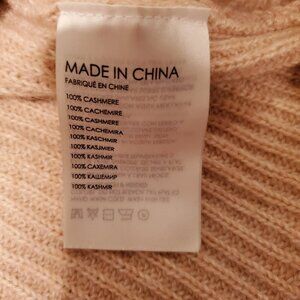 MADE IN CHINA
FABRIQUÉ EN CHINE
100% CASHMERE
100% CACHEMIRE
100% CASHMERE
100% CACHEMIRA
100% KASCHMIR
100% KASJMIER
100% KASHMIR
100% CAXEMIRA
100% КАШЕМИР
100% KASHMIR